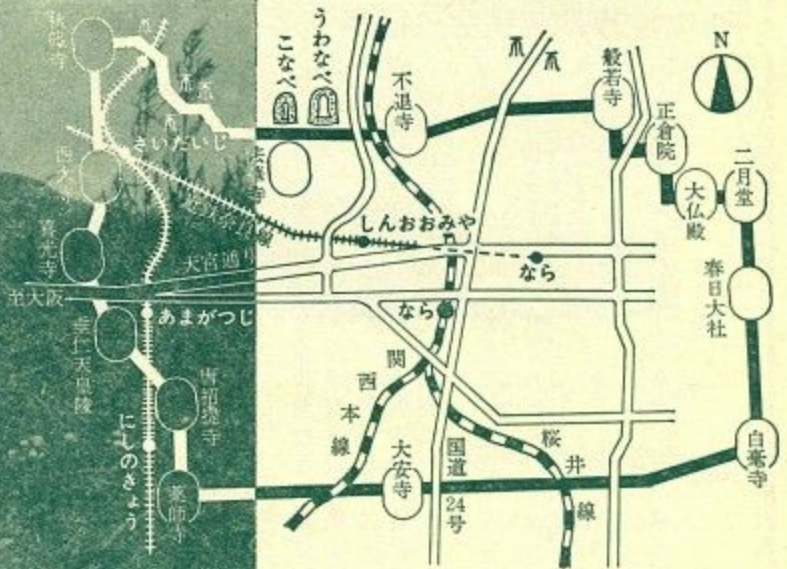 うわなべ
こなべ
不退寺
般若寺
N
正倉院
二月堂
大仏殿
春日大社
白毫寺
秋篠寺
さいだいじ
西大寺
法華寺
しんおおみや
なら
大宮通り
喜光寺
至大阪
あまがつじ
なら
垂仁天皇陵
唐招提寺
関西本線
にしのきょう
大安寺
国道24号
桜井線
薬師寺